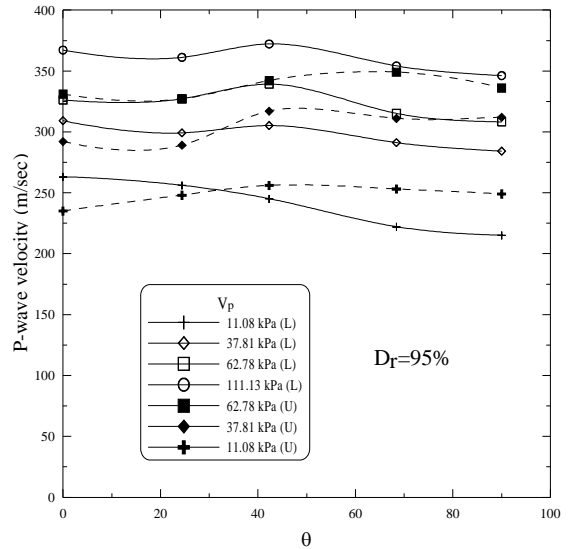 400
350
300
250
200
150
100
50
0
P-wave velocity (m/sec)
Vp
11.08 kPa (L)
37.81 kPa (L)
62.78 kPa (L)
111.13 kPa (L)
62.78 kPa (U)
37.81 kPa (U)
11.08 kPa (U)
Dr=95%
0 20 40 60 80 100
θ